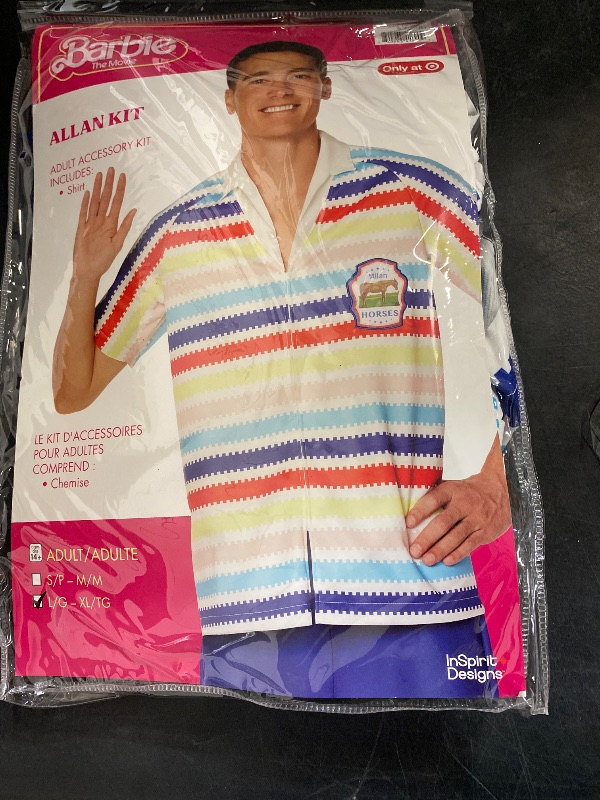 Barbie
The Movie
Only at
ALLAN KIT
ADULT ACCESSORY KIT
INCLUDES:
• Shirt
Allan
HORSES
LE KIT D'ACCESSOIRES
POUR ADULTES
COMPREND :
• Chemise
14+
ADULT/ADULTE
S/P – M/M
L/G – XL/TG
InSpirit
Designs